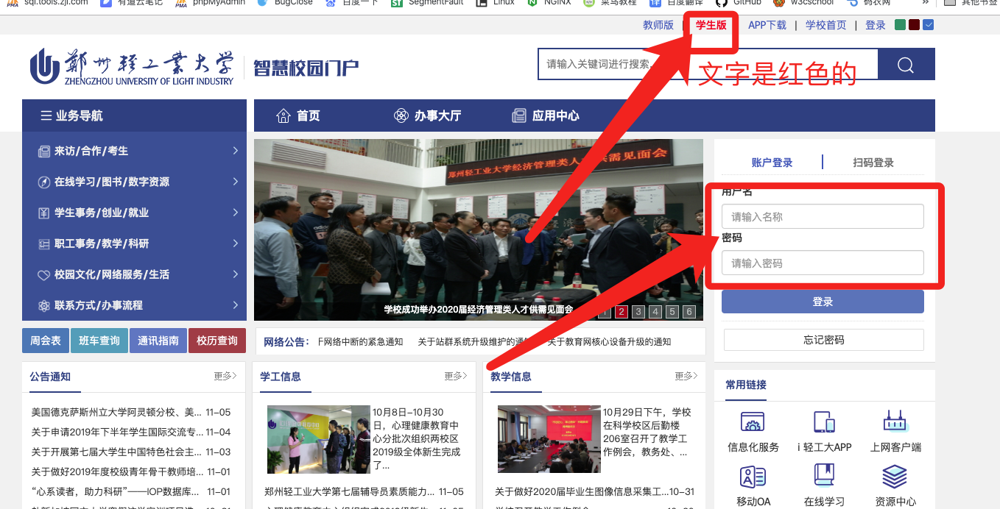 sql.tools.zjl.com 有道云笔记 phpMyAdmin BugClose 百度一下 SegmentFault Linux NGINX 菜鸟教程 百度翻译 GitHub w3cschool 码农网 » 其他书签
教师版 | 学生版 APP下载 | 学校首页 | 登录
文字是红色的
郑州轻工业大学
ZHENGZHOU UNIVERSITY OF LIGHT INDUSTRY
智慧校园门户
请输入关键词进行搜索
业务导航
首页 办事大厅 应用中心
来访/合作/考生
在线学习/图书/数字资源
学生事务/创业/就业
职工事务/教学/科研
校园文化/网络服务/生活
联系方式/办事流程
郑州轻工业大学经济管理类人才供需见面会
学校成功举办2020届经济管理类人才供需见面会
1 2 3 4 5 6
账户登录 扫码登录
用户名
请输入名称
密码
请输入密码
登录
忘记密码
周会表 班车查询 通讯指南 校历查询
网络公告: 网络中断的紧急通知 关于站群系统升级维护的通 关于教育网核心设备升级的通知
公告通知 更多>
美国德克萨斯州立大学阿灵顿分校、美... 11-05
关于申请2019年下半年学生国际交流专... 11-04
关于开展第七届大学生中国特色社会主... 11-03
关于做好2019年度校级青年骨干教师培... 11-01
“心系读者，助力科研”——IOP数据库... 11-01
学工信息 更多>
10月8日-10月30
日，心理健康教育中
心分批次组织两校区
2019级全体新生完成
了...
郑州轻工业大学第七届辅导员素质能力... 11-05
教学信息 更多>
10月29日下午，学校
在科学校区后勤楼
206室召开了教学工
作例会，教务处、...
关于做好2020届毕业生图像信息采集工...10-31
常用链接
信息化服务 i 轻工大APP 上网客户端
移动OA 在线学习 资源中心